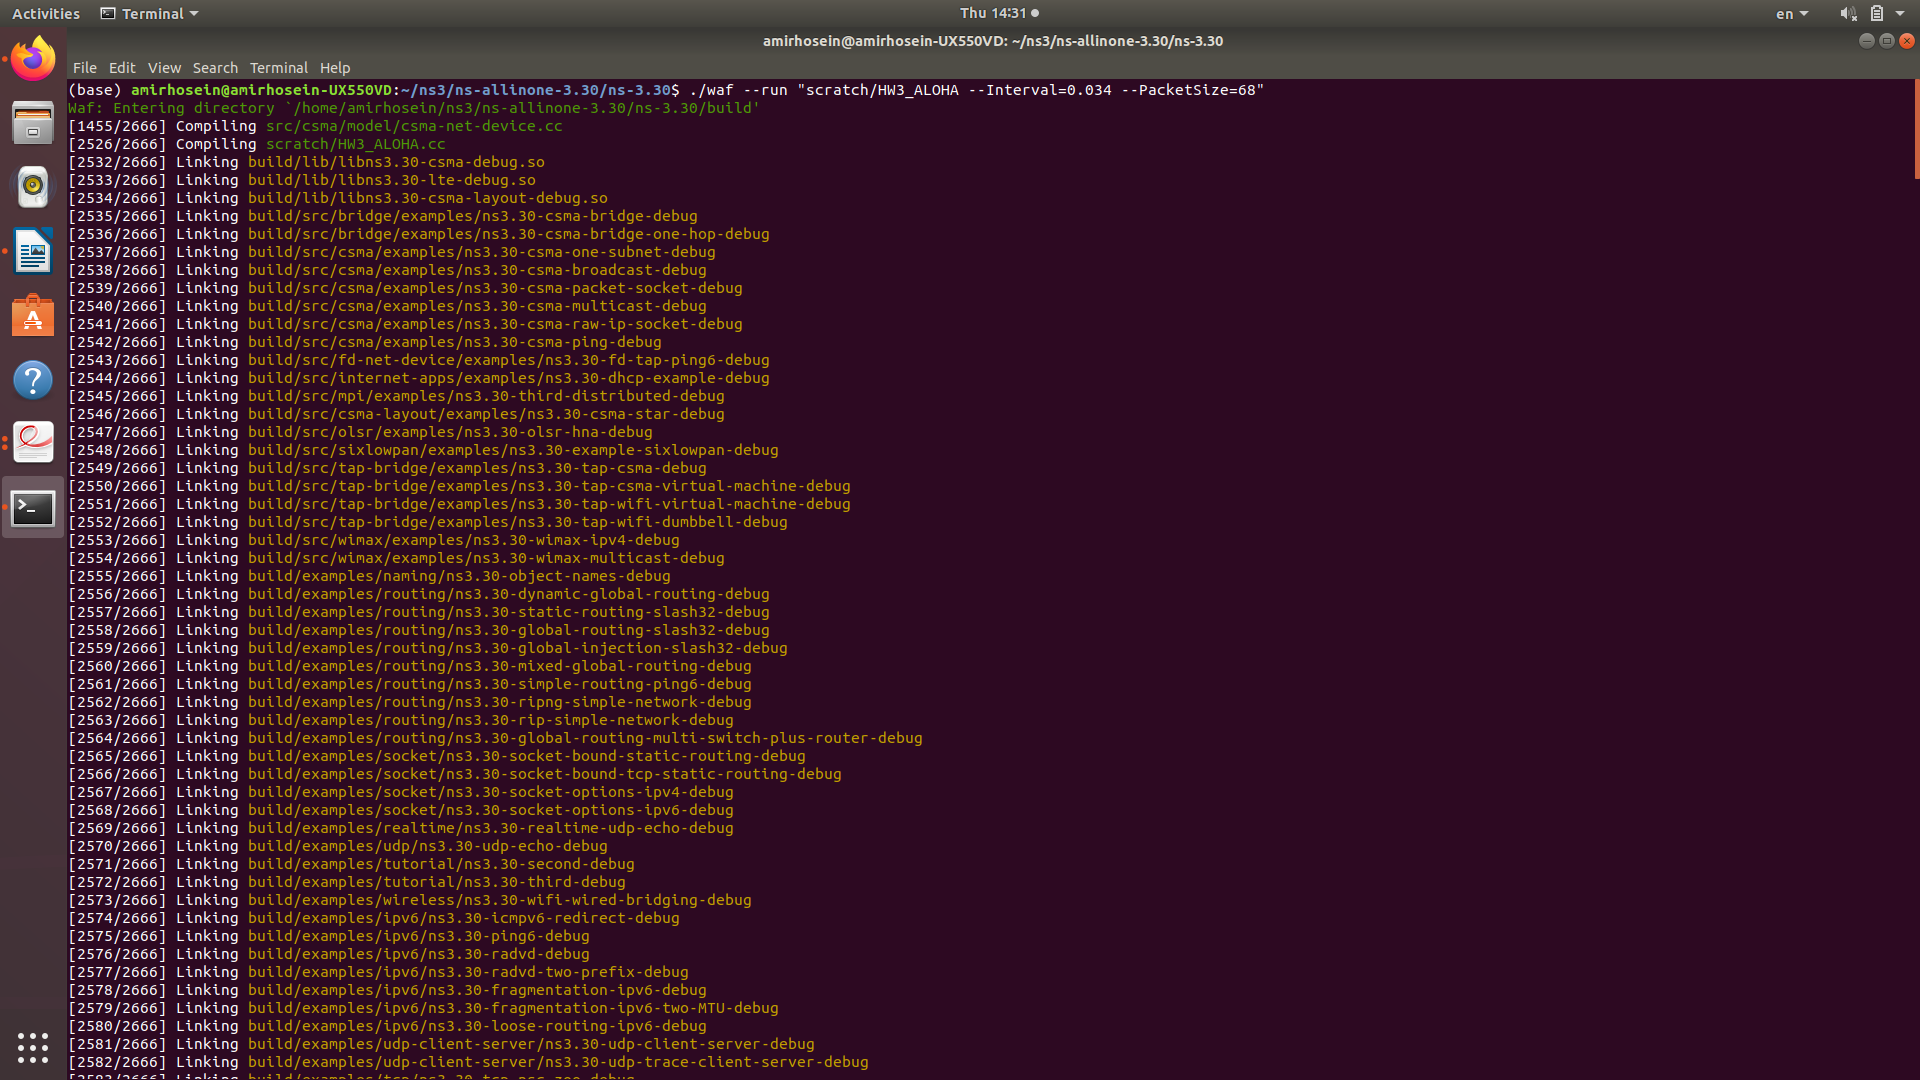 Activities Terminal Thu 14:31 en
amirhosein@amirhosein-UX550VD: ~/ns3/ns-allinone-3.30/ns-3.30
File Edit View Search Terminal Help
(base) amirhosein@amirhosein-UX550VD:~/ns3/ns-allinone-3.30/ns-3.30$ ./waf --run "scratch/HW3_ALOHA --Interval=0.034 --PacketSize=68"
Waf: Entering directory `/home/amirhosein/ns3/ns-allinone-3.30/ns-3.30/build'
[1455/2666] Compiling src/csma/model/csma-net-device.cc
[2526/2666] Compiling scratch/HW3_ALOHA.cc
[2532/2666] Linking build/lib/libns3.30-csma-debug.so
[2533/2666] Linking build/lib/libns3.30-lte-debug.so
[2534/2666] Linking build/lib/libns3.30-csma-layout-debug.so
[2535/2666] Linking build/src/bridge/examples/ns3.30-csma-bridge-debug
[2536/2666] Linking build/src/bridge/examples/ns3.30-csma-bridge-one-hop-debug
[2537/2666] Linking build/src/csma/examples/ns3.30-csma-one-subnet-debug
[2538/2666] Linking build/src/csma/examples/ns3.30-csma-broadcast-debug
[2539/2666] Linking build/src/csma/examples/ns3.30-csma-packet-socket-debug
[2540/2666] Linking build/src/csma/examples/ns3.30-csma-multicast-debug
[2541/2666] Linking build/src/csma/examples/ns3.30-csma-raw-ip-socket-debug
[2542/2666] Linking build/src/csma/examples/ns3.30-csma-ping-debug
[2543/2666] Linking build/src/fd-net-device/examples/ns3.30-fd-tap-ping6-debug
[2544/2666] Linking build/src/internet-apps/examples/ns3.30-dhcp-example-debug
[2545/2666] Linking build/src/mpi/examples/ns3.30-third-distributed-debug
[2546/2666] Linking build/src/csma-layout/examples/ns3.30-csma-star-debug
[2547/2666] Linking build/src/olsr/examples/ns3.30-olsr-hna-debug
[2548/2666] Linking build/src/sixlowpan/examples/ns3.30-example-sixlowpan-debug
[2549/2666] Linking build/src/tap-bridge/examples/ns3.30-tap-csma-debug
[2550/2666] Linking build/src/tap-bridge/examples/ns3.30-tap-csma-virtual-machine-debug
[2551/2666] Linking build/src/tap-bridge/examples/ns3.30-tap-wifi-virtual-machine-debug
[2552/2666] Linking build/src/tap-bridge/examples/ns3.30-tap-wifi-dumbbell-debug
[2553/2666] Linking build/src/wimax/examples/ns3.30-wimax-ipv4-debug
[2554/2666] Linking build/src/wimax/examples/ns3.30-wimax-multicast-debug
[2555/2666] Linking build/examples/naming/ns3.30-object-names-debug
[2556/2666] Linking build/examples/routing/ns3.30-dynamic-global-routing-debug
[2557/2666] Linking build/examples/routing/ns3.30-static-routing-slash32-debug
[2558/2666] Linking build/examples/routing/ns3.30-global-routing-slash32-debug
[2559/2666] Linking build/examples/routing/ns3.30-global-injection-slash32-debug
[2560/2666] Linking build/examples/routing/ns3.30-mixed-global-routing-debug
[2561/2666] Linking build/examples/routing/ns3.30-simple-routing-ping6-debug
[2562/2666] Linking build/examples/routing/ns3.30-ripng-simple-network-debug
[2563/2666] Linking build/examples/routing/ns3.30-rip-simple-network-debug
[2564/2666] Linking build/examples/routing/ns3.30-global-routing-multi-switch-plus-router-debug
[2565/2666] Linking build/examples/socket/ns3.30-socket-bound-static-routing-debug
[2566/2666] Linking build/examples/socket/ns3.30-socket-bound-tcp-static-routing-debug
[2567/2666] Linking build/examples/socket/ns3.30-socket-options-ipv4-debug
[2568/2666] Linking build/examples/socket/ns3.30-socket-options-ipv6-debug
[2569/2666] Linking build/examples/realtime/ns3.30-realtime-udp-echo-debug
[2570/2666] Linking build/examples/udp/ns3.30-udp-echo-debug
[2571/2666] Linking build/examples/tutorial/ns3.30-second-debug
[2572/2666] Linking build/examples/tutorial/ns3.30-third-debug
[2573/2666] Linking build/examples/wireless/ns3.30-wifi-wired-bridging-debug
[2574/2666] Linking build/examples/ipv6/ns3.30-icmpv6-redirect-debug
[2575/2666] Linking build/examples/ipv6/ns3.30-ping6-debug
[2576/2666] Linking build/examples/ipv6/ns3.30-radvd-debug
[2577/2666] Linking build/examples/ipv6/ns3.30-radvd-two-prefix-debug
[2578/2666] Linking build/examples/ipv6/ns3.30-fragmentation-ipv6-debug
[2579/2666] Linking build/examples/ipv6/ns3.30-fragmentation-ipv6-two-MTU-debug
[2580/2666] Linking build/examples/ipv6/ns3.30-loose-routing-ipv6-debug
[2581/2666] Linking build/examples/udp-client-server/ns3.30-udp-client-server-debug
[2582/2666] Linking build/examples/udp-client-server/ns3.30-udp-trace-client-server-debug